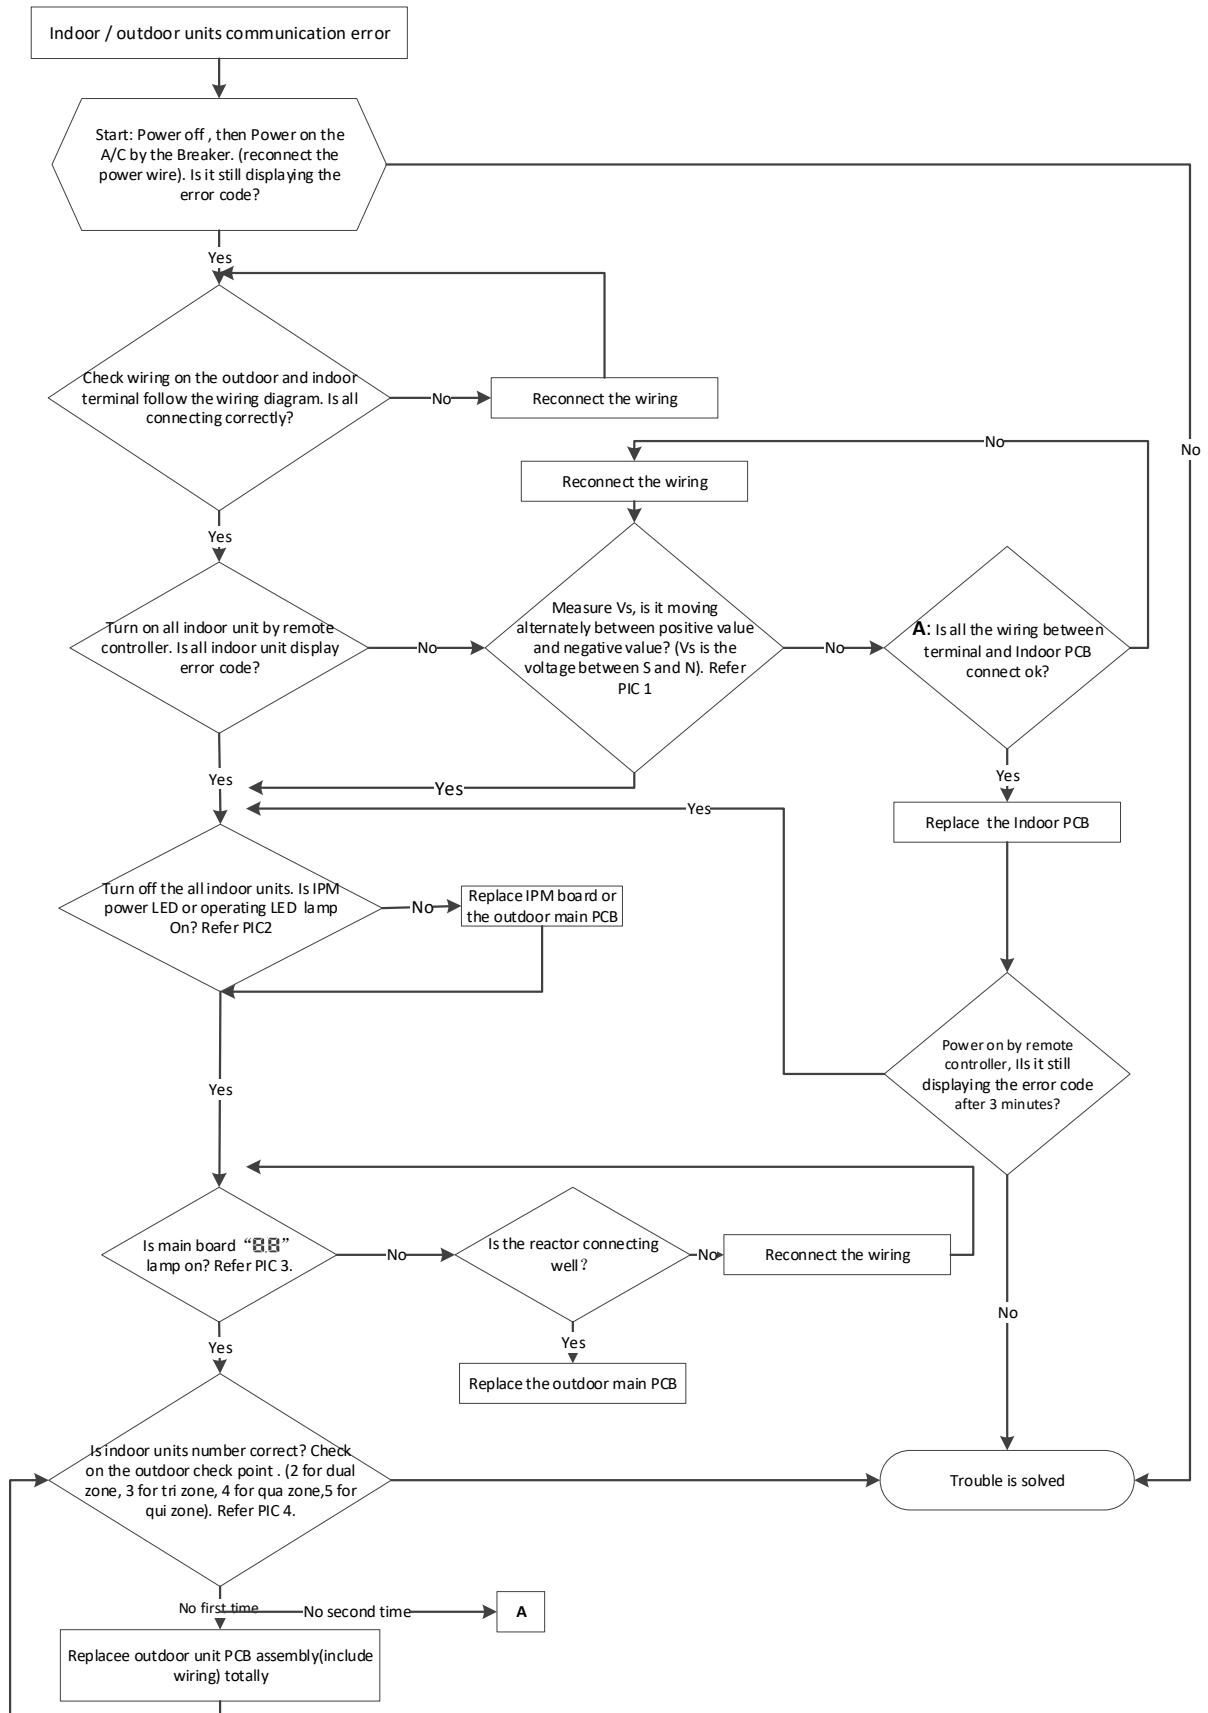 Indoor / outdoor units communication error
Start: Power off , then Power on the
A/C by the Breaker. (reconnect the
power wire). Is it still displaying the
error code?
No
Yes
Check wiring on the outdoor and indoor
terminal follow the wiring diagram. Is all
connecting correctly?
No
Reconnect the wiring
No
Reconnect the wiring
Yes
Turn on all indoor unit by remote
controller. Is all indoor unit display
error code?
No
Measure Vs, is it moving
alternately between positive value
and negative value? (Vs is the
voltage between S and N). Refer
PIC 1
No
A: Is all the wiring between
terminal and Indoor PCB
connect ok?
Yes
Yes
Yes
Yes
Replace the Indoor PCB
Turn off the all indoor units. Is IPM
power LED or operating LED lamp
On? Refer PIC2
No
Replace IPM board or
the outdoor main PCB
Power on by remote
controller, IIs it still
displaying the error code
after 3 minutes?
Yes
Is main board “8.8”
lamp on? Refer PIC 3.
No
Is the reactor connecting
well?
No
Reconnect the wiring
No
Yes
Yes
Replace the outdoor main PCB
Is indoor units number correct? Check
on the outdoor check point . (2 for dual
zone, 3 for tri zone, 4 for qua zone,5 for
qui zone). Refer PIC 4.
Trouble is solved
No first time
No second time
A
Replacee outdoor unit PCB assembly(include
wiring) totally